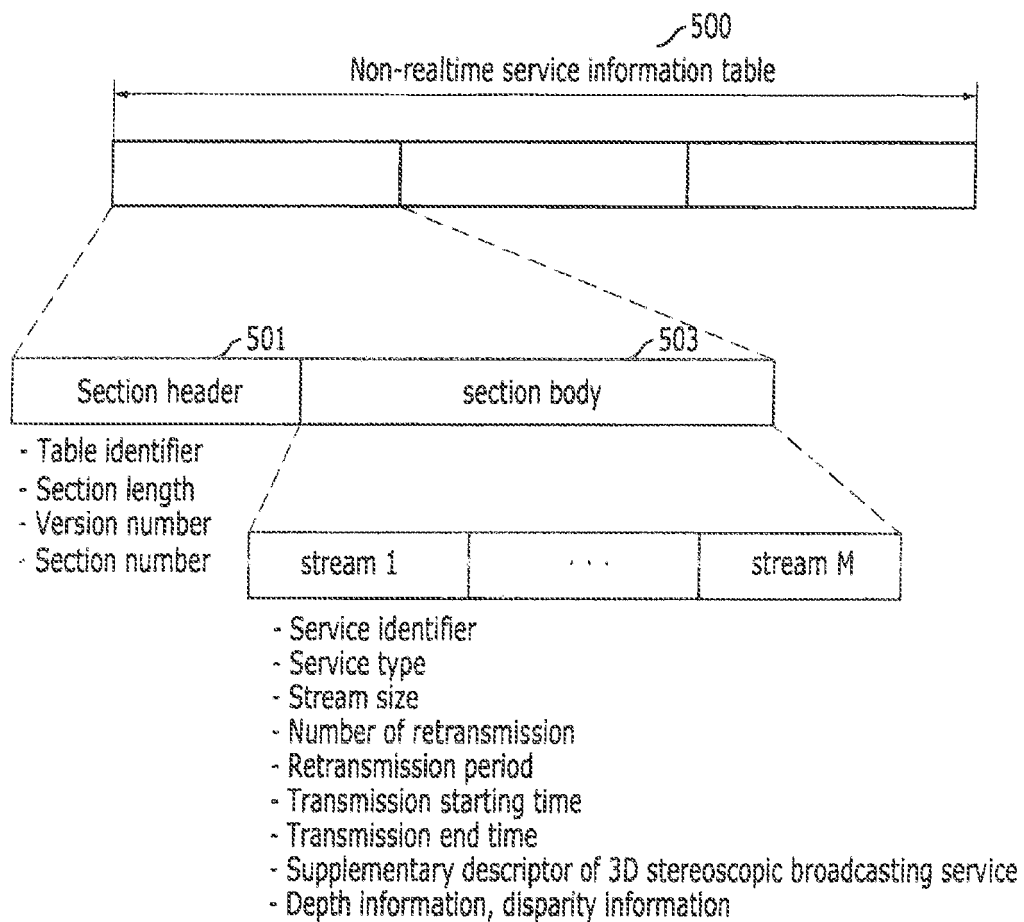 500
Non-realtime service information table
501
503
Section header
section body
- Table identifier
- Section length
- Version number
- Section number
stream 1
. . .
stream M
- Service identifier
- Service type
- Stream size
- Number of retransmission
- Retransmission period
- Transmission starting time
- Transmission end time
- Supplementary descriptor of 3D stereoscopic broadcasting service
- Depth information, disparity information